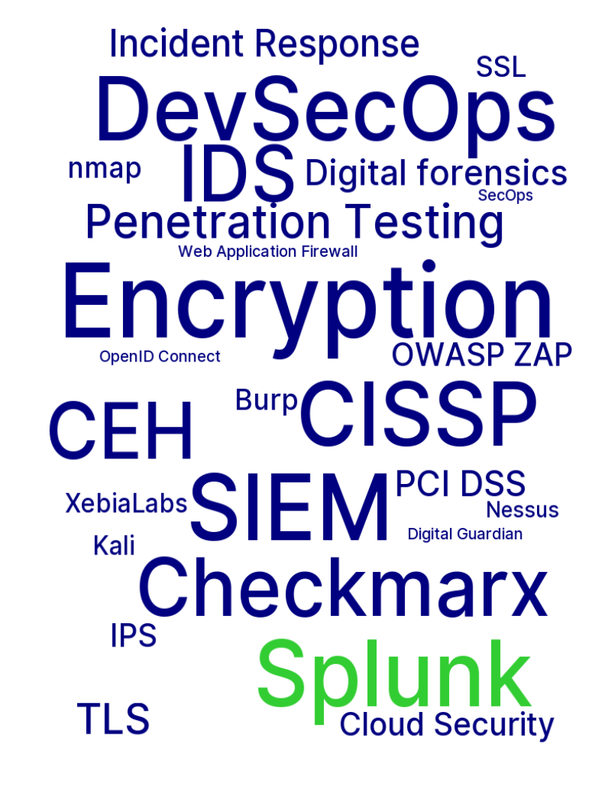 Incident Response
SSL
DevSecOps
nmap
IDS
Digital forensics
SecOps
Penetration Testing
Web Application Firewall
Encryption
OpenID Connect
OWASP ZAP
CEH
Burp
CISSP
XebiaLabs
SIEM
PCI DSS
Nessus
Digital Guardian
Kali
Checkmarx
IPS
Splunk
TLS
Cloud Security